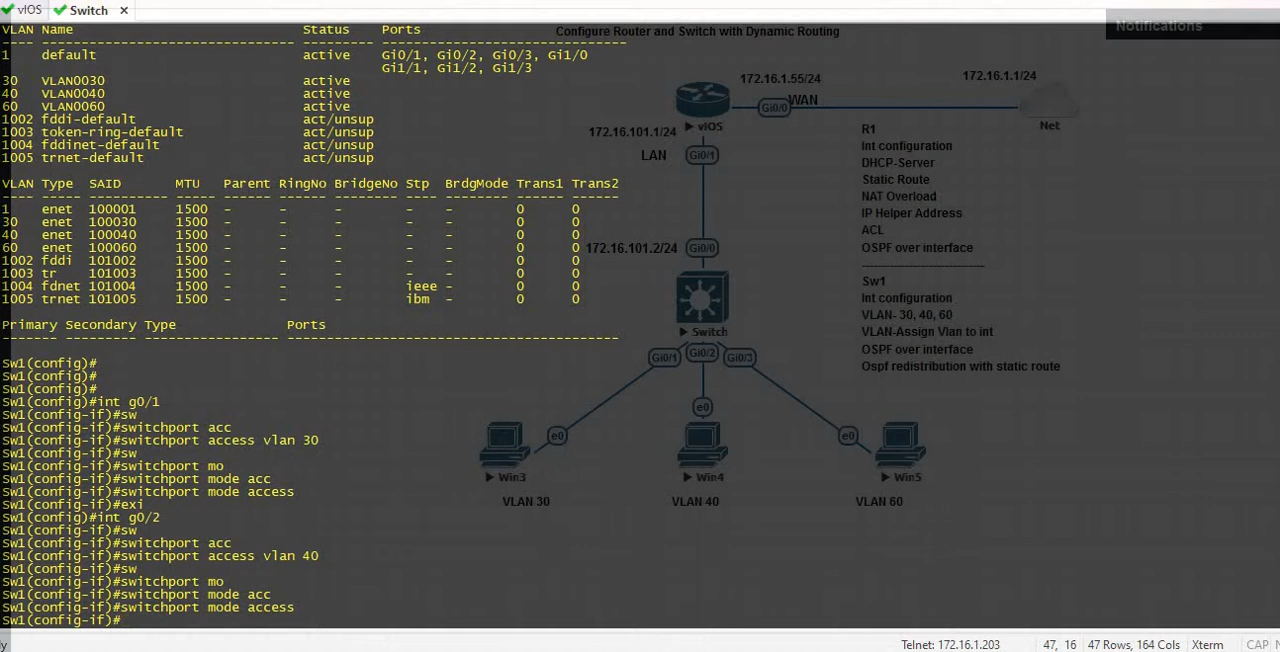 vIOS
Switch ×
VLAN Name Status Ports
1 default active Gi0/1, Gi0/2, Gi0/3, Gi1/0
Gi1/1, Gi1/2, Gi1/3
30 VLAN0030 active
40 VLAN0040 active
60 VLAN0060 active
1002 fddi-default act/unsup
1003 token-ring-default act/unsup
1004 fddinet-default act/unsup
1005 trnet-default act/unsup
VLAN Type SAID MTU Parent RingNo BridgeNo Stp BrdgMode Trans1 Trans2
1 enet 100001 1500 - - - - - 0 0
30 enet 100030 1500 - - - - - 0 0
40 enet 100040 1500 - - - - - 0 0
60 enet 100060 1500 - - - - - 0 0
1002 fddi 101002 1500 - - - - - 0 0
1003 tr 101003 1500 - - - - - 0 0
1004 fdnet 101004 1500 - - - ieee - 0 0
1005 trnet 101005 1500 - - - ibm - 0 0
Primary Secondary Type Ports
Sw1(config)#
Sw1(config)#
Sw1(config)#
Sw1(config)#int g0/1
Sw1(config-if)#sw
Sw1(config-if)#switchport acc
Sw1(config-if)#switchport access vlan 30
Sw1(config-if)#sw
Sw1(config-if)#switchport mo
Sw1(config-if)#switchport mode acc
Sw1(config-if)#switchport mode access
Sw1(config-if)#exi
Sw1(config)#int g0/2
Sw1(config-if)#sw
Sw1(config-if)#switchport acc
Sw1(config-if)#switchport access vlan 40
Sw1(config-if)#sw
Sw1(config-if)#switchport mo
Sw1(config-if)#switchport mode acc
Sw1(config-if)#switchport mode access
Sw1(config-if)#
Configure Router and Switch with Dynamic Routing
Notifications
172.16.1.55/24
172.16.1.1/24
WAN
Gi0/0
vIOS
Net
172.16.101.1/24
LAN
Gi0/1
172.16.101.2/24
Gi0/0
Switch
Gi0/1
Gi0/2
Gi0/3
e0
e0
e0
Win3
Win4
Win5
VLAN 30
VLAN 40
VLAN 60
R1
Int configuration
DHCP-Server
Static Route
NAT Overload
IP Helper Address
ACL
OSPF over interface
Sw1
Int configuration
VLAN- 30, 40, 60
VLAN-Assign Vlan to int
OSPF over interface
Ospf redistribution with static route
Telnet: 172.16.1.203 47, 16 47 Rows, 164 Cols Xterm CAP